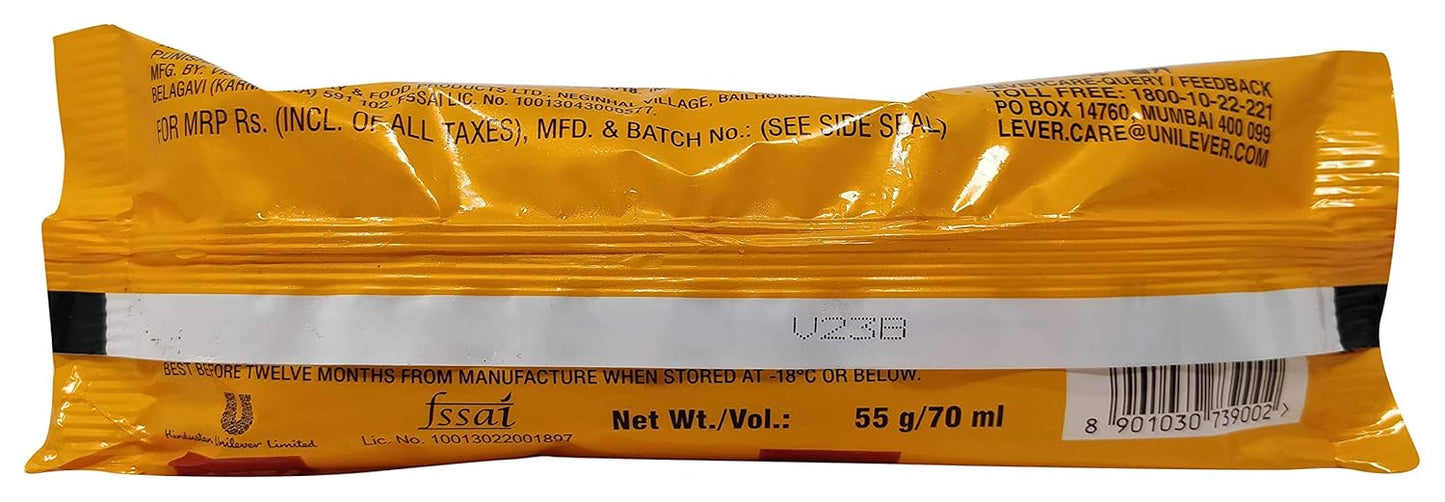 MFG. BY:
BELAGAVI 591 102. FSSAI LIC. No. 10013043000577.
& FOOD PRODUCTS LTD., NEGINHAL VILLAGE,
FOR MRP Rs. (INCL. OF ALL TAXES), MFD. & BATCH No.: (SEE SIDE SEAL)
QUERY / FEEDBACK
TOLL FREE: 1800-10-22-221
PO BOX 14760, MUMBAI 400 099
LEVER.CARE@UNILEVER.COM
V23B
BEST BEFORE TWELVE MONTHS FROM MANUFACTURE WHEN STORED AT -18°C OR BELOW.
Hindustan Unilever Limited
fssai
Lic. No. 10013022001897
Net Wt./Vol.: 55 g/70 ml
8 901030 739002 >